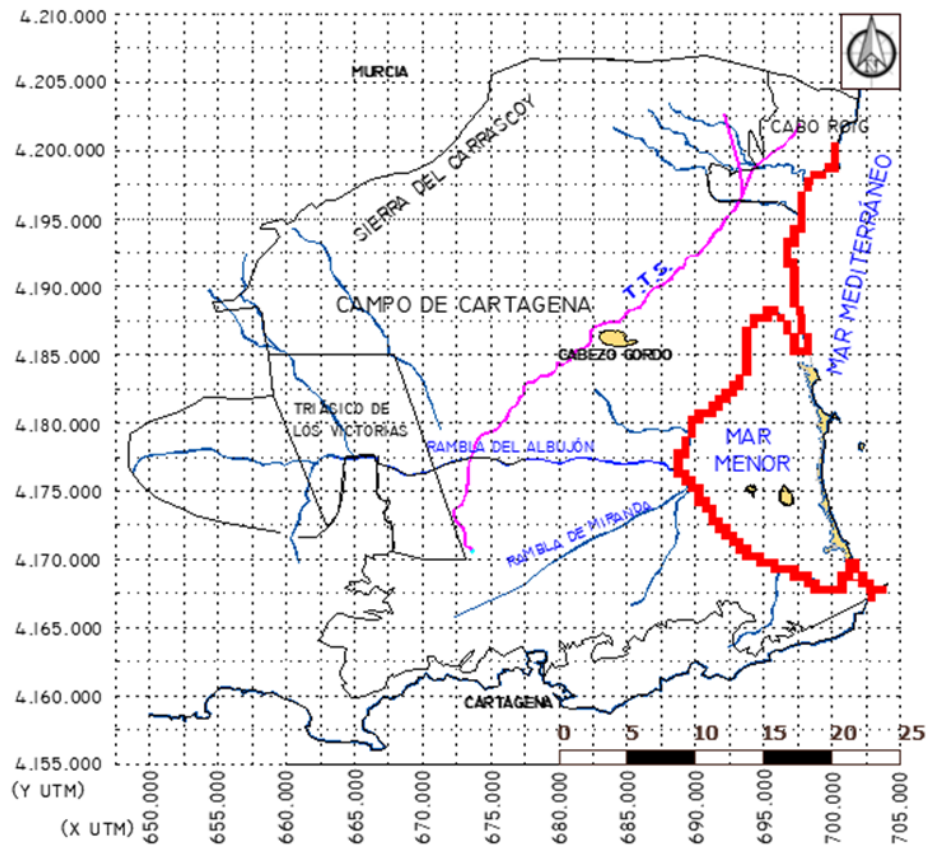 4.210.000
4.205.000
4.200.000
4.195.000
4.190.000
4.185.000
4.180.000
4.175.000
4.170.000
4.165.000
4.160.000
4.155.000
(Y UTM)
(X UTM)
650.000
655.000
660.000
665.000
670.000
675.000
680.000
685.000
690.000
695.000
700.000
705.000
N
MURCIA
CABO ROIG
SIERRA DEL CARRASCOY
MAR MEDITERRÁNEO
T.T.S.
CAMPO DE CARTAGENA
CABEZO GORDO
TRIASICO DE
LOS VICTORIAS
RAMBLA DEL ALBUJÓN
MAR
MENOR
RAMBLA DE MIRANDA
CARTAGENA
0 5 10 15 20 25